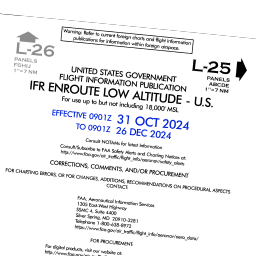 Warning: Refer to current foreign charts and flight information
publications for information within foreign airspace.
L-26
PANELS
FGHIJ
1"=7 NM
L-25
PANELS
ABCDE
1"=7 NM
UNITED STATES GOVERNMENT
FLIGHT INFORMATION PUBLICATION
IFR ENROUTE LOW ALTITUDE - U.S.
For use up to but not including 18,000 MSL
EFFECTIVE 0901Z 31 OCT 2024
TO 0901Z 26 DEC 2024
Consult NOTAMs for latest information
Consult/Subscribe to FAA Safety Alerts and Charting Notices at:
http://www.faa.gov/air_traffic/flight_info/aeronav/safety_alerts
CORRECTIONS, COMMENTS, AND/OR PROCUREMENT
FOR CHARTING ERRORS, OR FOR CHANGES, ADDITIONS, RECOMMENDATIONS ON PROCEDURAL ASPECTS
CONTACT:
FAA, Aeronautical Information Services
1305 East-West Highway
SSMC 4, Suite 4400
Silver Spring, MD 20910-3281
Telephone 1-800-638-8972
https://www.faa.gov/air_traffic/flight_info/aeronav/aero_data/
FOR PROCUREMENT:
For digital products, visit our website at:
http://www.faa.gov/air